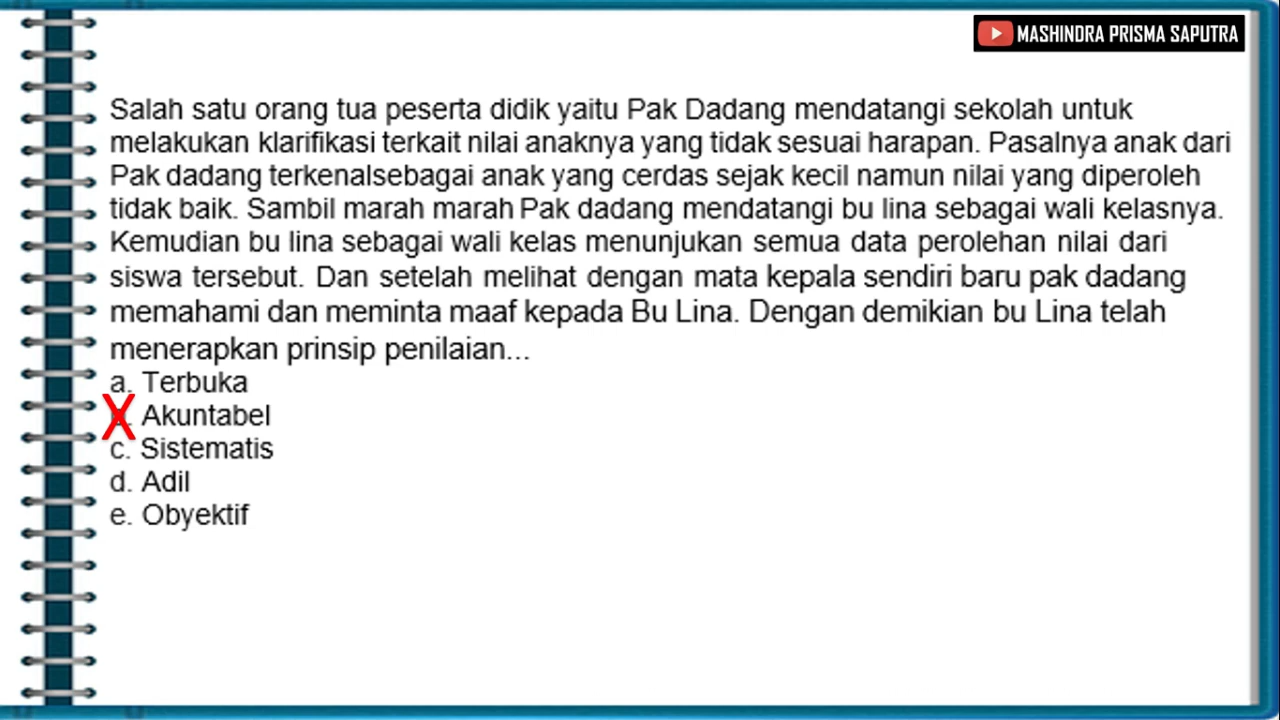 MASHINDRA PRISMA SAPUTRA
Salah satu orang tua peserta didik yaitu Pak Dadang mendatangi sekolah untuk
melakukan klarifikasi terkait nilai anaknya yang tidak sesuai harapan. Pasalnya anak dari
Pak dadang terkenalsebagai anak yang cerdas sejak kecil namun nilai yang diperoleh
tidak baik. Sambil marah marah Pak dadang mendatangi bu lina sebagai wali kelasnya.
Kemudian bu lina sebagai wali kelas menunjukan semua data perolehan nilai dari
siswa tersebut. Dan setelah melihat dengan mata kepala sendiri baru pak dadang
memahami dan meminta maaf kepada Bu Lina. Dengan demikian bu Lina telah
menerapkan prinsip penilaian...
a. Terbuka
X Akuntabel
c. Sistematis
d. Adil
e. Obyektif